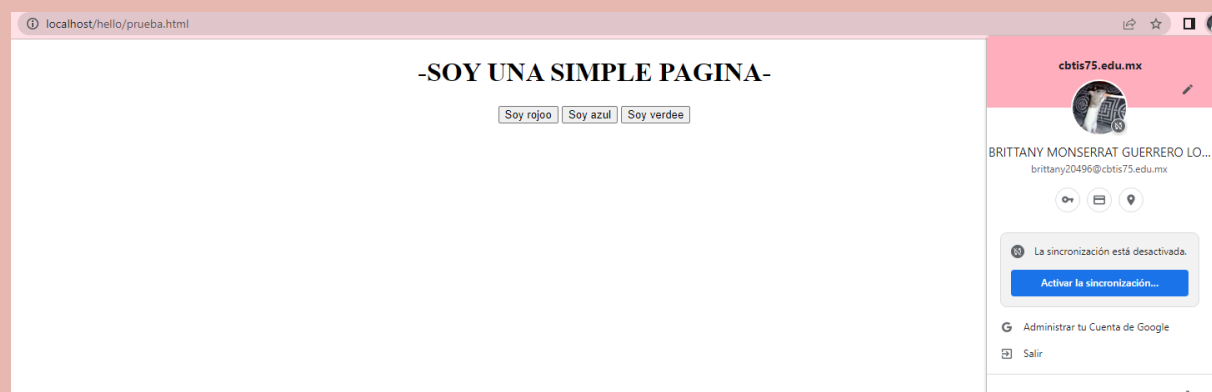 localhost/hello/prueba.html
-SOY UNA SIMPLE PAGINA-
Soy rojoo Soy azul Soy verdee
cbtis75.edu.mx
BRITTANY MONSERRAT GUERRERO LO...
brittany20496@cbtis75.edu.mx
La sincronización está desactivada.
Activar la sincronización...
Administrar tu Cuenta de Google
Salir